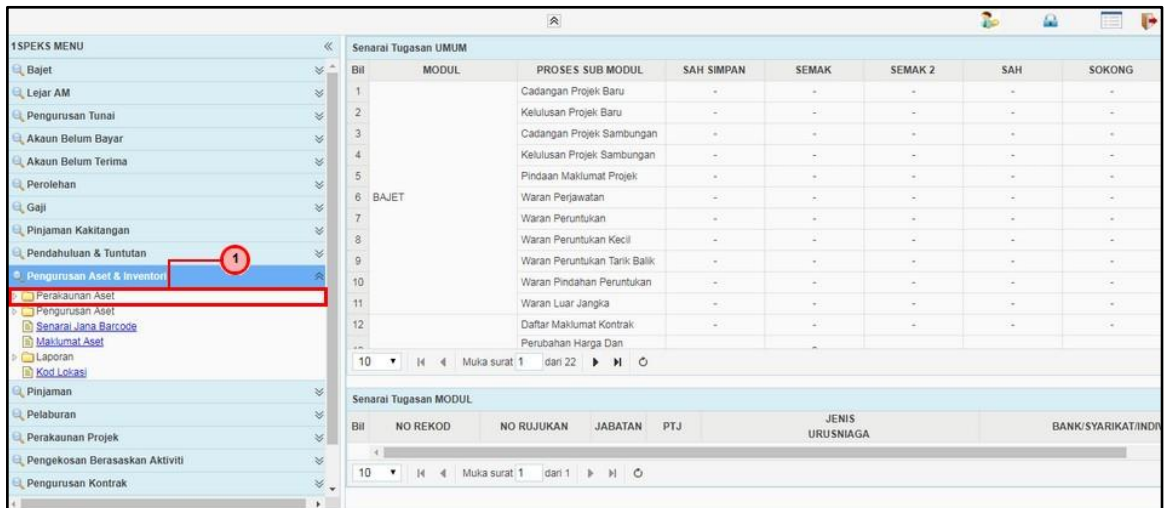 1SPEKS MENU
Bajet
Lejar AM
Pengurusan Tunai
Akaun Belum Bayar
Akaun Belum Terima
Perolehan
Gaji
Pinjaman Kakitangan
Pendahuluan & Tuntutan
1
Pengurusan Aset & Inventori
Perakaunan Aset
Pengurusan Aset
Senarai Jana Barcode
Maklumat Aset
Laporan
Kod Lokasi
Pinjaman
Pelaburan
Perakaunan Projek
Pengekosan Berasaskan Aktiviti
Pengurusan Kontrak
Senarai Tugasan UMUM
Bil MODUL PROSES SUB MODUL SAH SIMPAN SEMAK SEMAK 2 SAH SOKONG
1 Cadangan Projek Baru - - - - -
2 Kelulusan Projek Baru - - - - -
3 Cadangan Projek Sambungan - - - - -
4 Kelulusan Projek Sambungan - - - - -
5 Pindaan Maklumat Projek - - - - -
6 BAJET Waran Perjawatan - - - - -
7 Waran Peruntukan - - - - -
8 Waran Peruntukan Kecil - - - - -
9 Waran Peruntukan Tarik Balik - - - - -
10 Waran Pindahan Peruntukan - - - - -
11 Waran Luar Jangka - - - - -
12 Daftar Maklumat Kontrak - - - - -
Perubahan Harga Dan
10 Muka surat 1 dari 22
Senarai Tugasan MODUL
Bil NO REKOD NO RUJUKAN JABATAN PTJ JENIS URUSNIAGA BANK/SYARIKAT/INDIV
10 Muka surat 1 dari 1